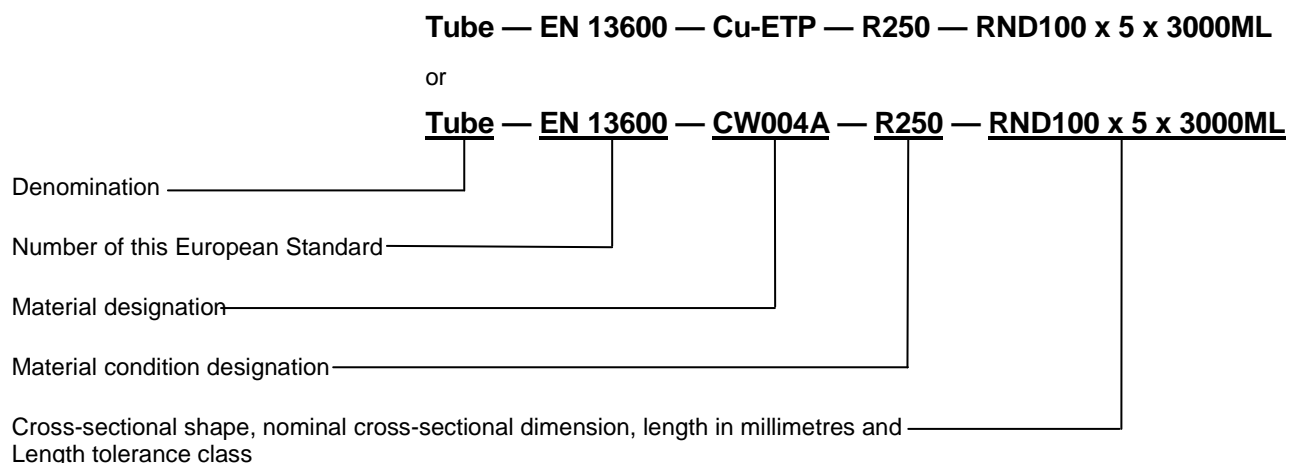 Tube — EN 13600 — Cu-ETP — R250 — RND100 x 5 x 3000ML
or
Tube — EN 13600 — CW004A — R250 — RND100 x 5 x 3000ML
Denomination
Number of this European Standard
Material designation
Material condition designation
Cross-sectional shape, nominal cross-sectional dimension, length in millimetres and
Length tolerance class